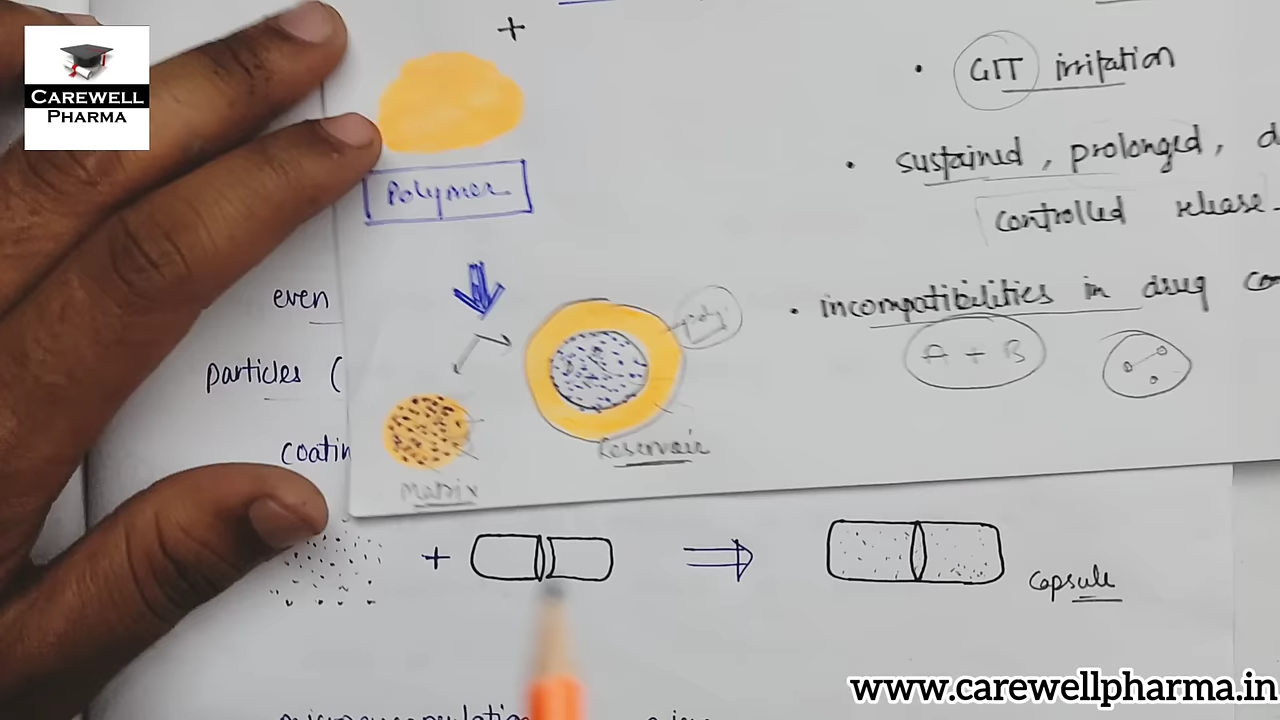 CAREWELL
PHARMA
+
Polymer
Matrix
Reservoir
poly.
• GIT irritation
• sustained, prolonged, d
controlled release
• incompatibilities in drug co
A + B
even
particles (
coatin
+
capsule
www.carewellpharma.in